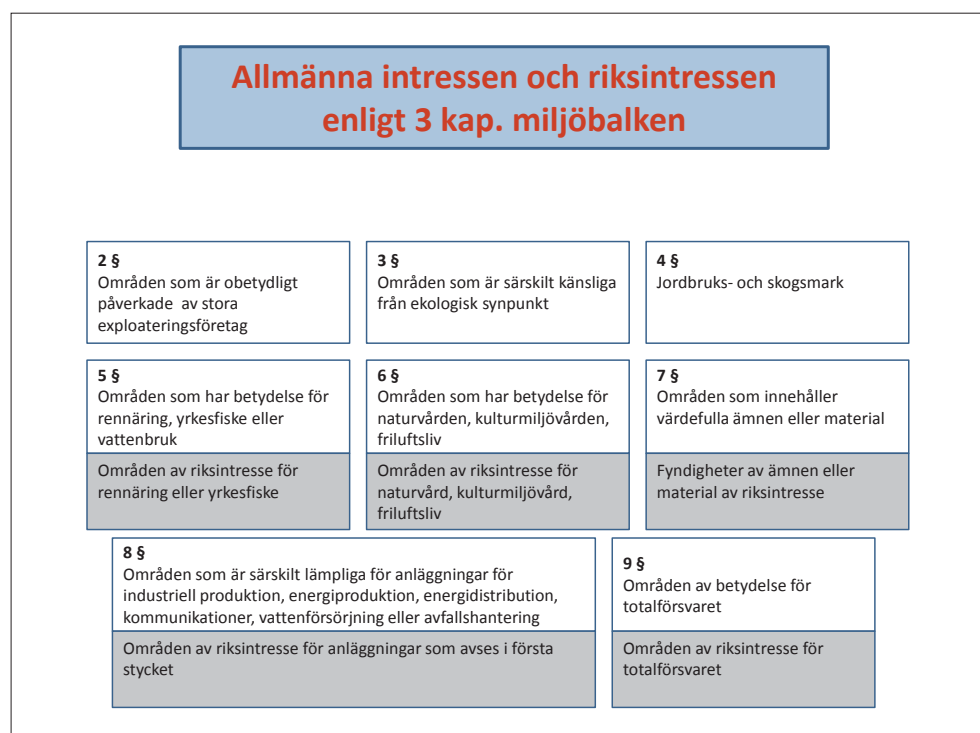 Allmänna intressen och riksintressen
enligt 3 kap. miljöbalken
2 §
Områden som är obetydligt
påverkade av stora
exploateringsföretag
3 §
Områden som är särskilt känsliga
från ekologisk synpunkt
4 §
Jordbruks- och skogsmark
5 §
Områden som har betydelse för
rennäring, yrkesfiske eller
vattenbruk
Områden av riksintresse för
rennäring eller yrkesfiske
6 §
Områden som har betydelse för
naturvården, kulturmiljövården,
friluftsliv
Områden av riksintresse för
naturvård, kulturmiljövård,
friluftsliv
7 §
Områden som innehåller
värdefulla ämnen eller material
Fyndigheter av ämnen eller
material av riksintresse
8 §
Områden som är särskilt lämpliga för anläggningar för
industriell produktion, energiproduktion, energidistribution,
kommunikationer, vattenförsörjning eller avfallshantering
Områden av riksintresse för anläggningar som avses i första
stycket
9 §
Områden av betydelse för
totalförsvaret
Områden av riksintresse för
totalförsvaret